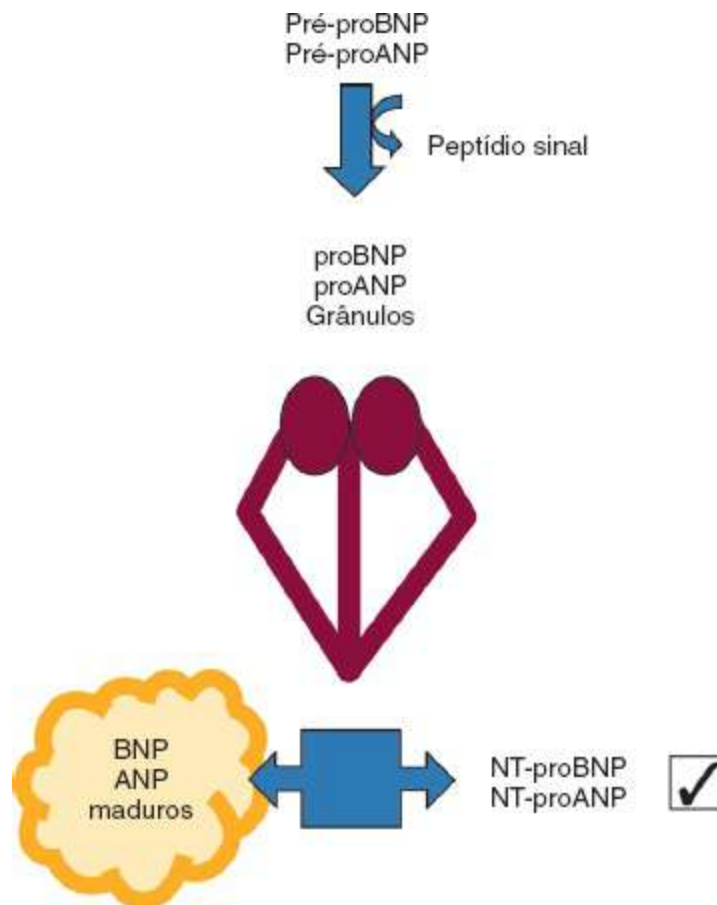 Pré-proBNP
Pré-proANP
Peptídio sinal
proBNP
proANP
Grânulos
BNP
ANP
maduros
NT-proBNP
NT-proANP